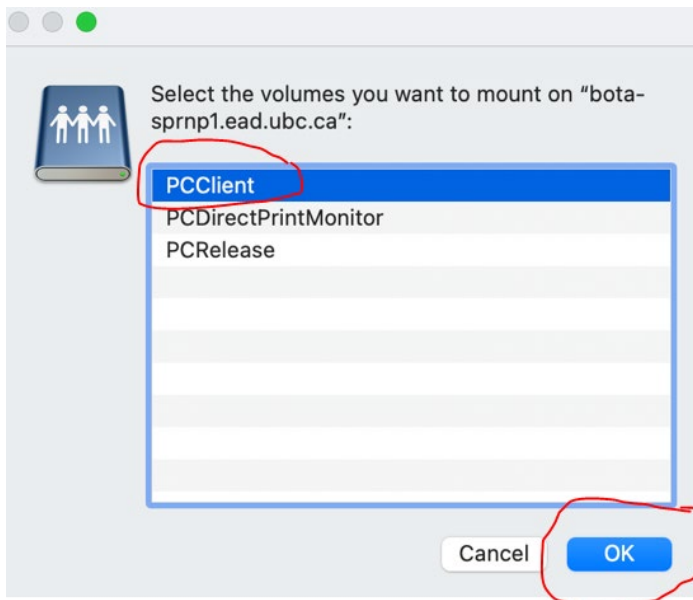 Select the volumes you want to mount on “bota-
sprnp1.ead.ubc.ca”:
PCClient
PCDirectPrintMonitor
PCRelease
Cancel
OK